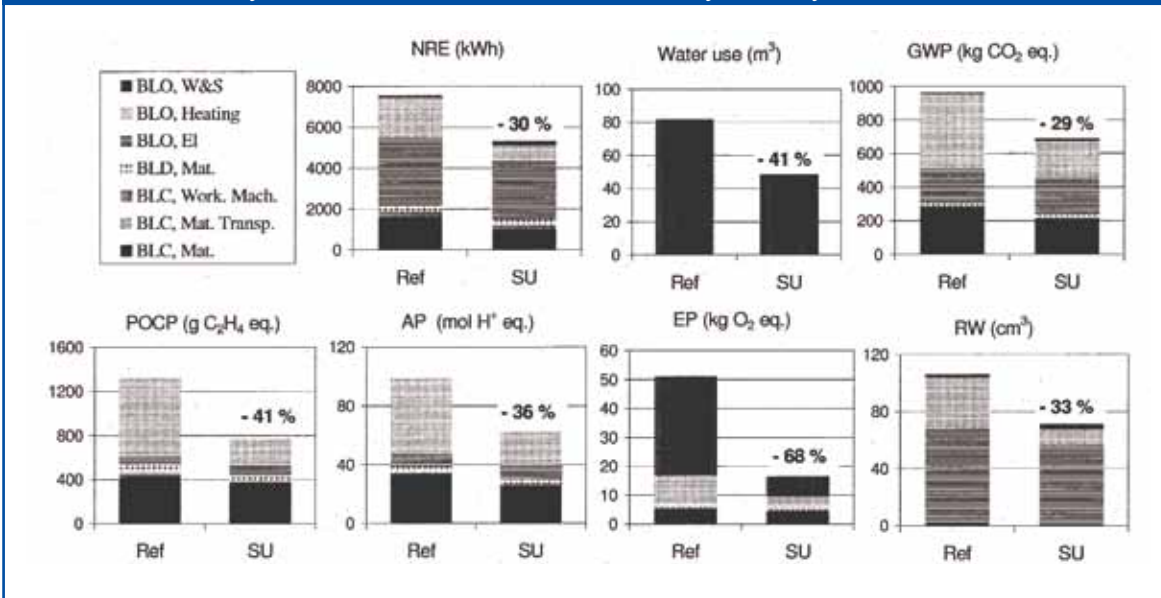 NRE (kWh)
Water use (m³)
GWP (kg CO₂ eq.)
BLO, W&S
BLO, Heating
BLO, El
BLD, Mat.
BLC, Work. Mach.
BLC, Mat. Transp.
BLC, Mat.
8000
6000
4000
2000
0
- 30 %
Ref
SU
100
80
60
40
20
0
- 41 %
Ref
SU
1000
800
600
400
200
0
- 29 %
Ref
SU
POCP (g C₂H₄ eq.)
AP (mol H⁺ eq.)
EP (kg O₂ eq.)
RW (cm³)
1600
1200
800
400
0
- 41 %
Ref
SU
120
80
40
0
- 36 %
Ref
SU
60
50
40
30
20
10
0
- 68 %
Ref
SU
120
80
40
0
- 33 %
Ref
SU